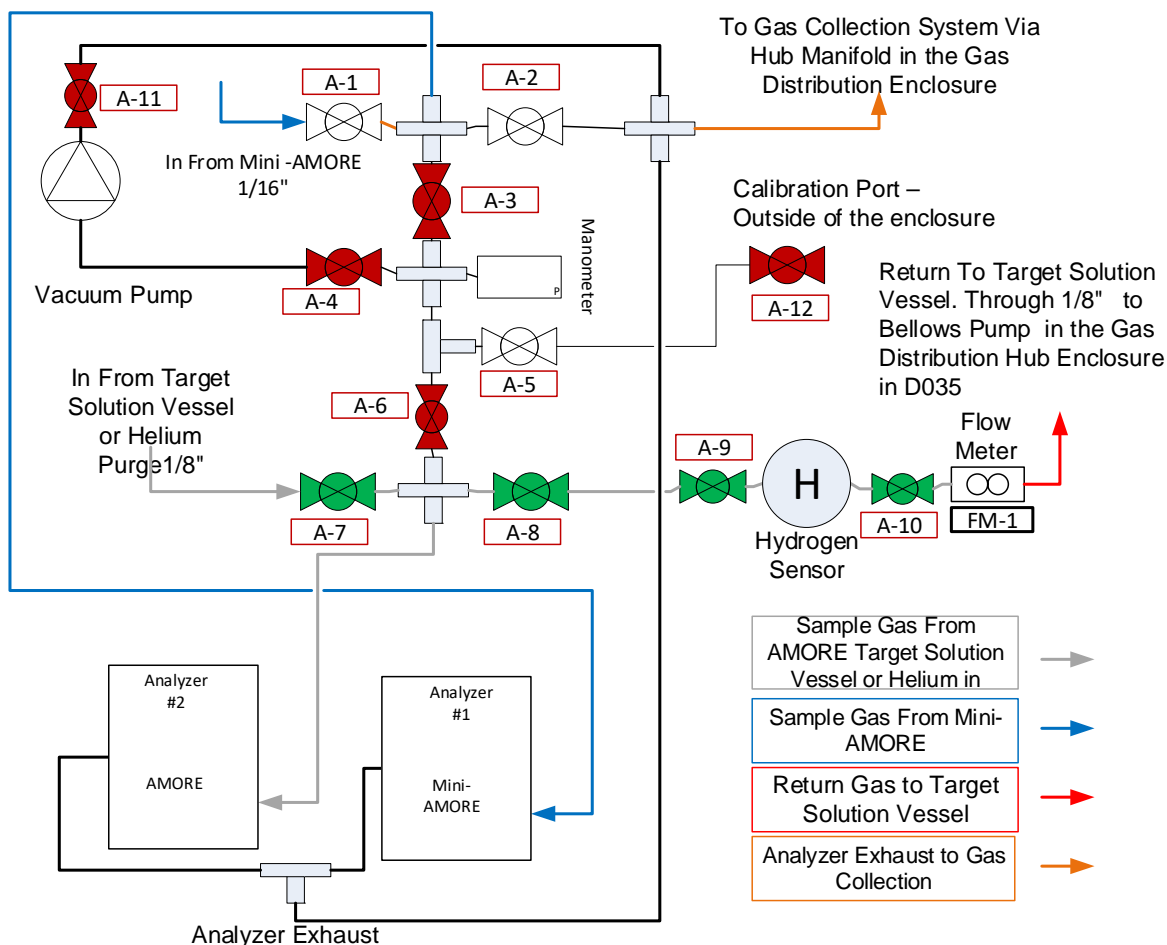 To Gas Collection System Via
Hub Manifold in the Gas
Distribution Enclosure
A-1
A-2
A-11
In From Mini -AMORE
1/16"
A-3
Calibration Port –
Outside of the enclosure
Manometer
P
A-4
Vacuum Pump
A-12
Return To Target Solution
Vessel. Through 1/8" to
Bellows Pump in the Gas
Distribution Hub Enclosure
in D035
A-5
In From Target
Solution Vessel
or Helium
Purge1/8"
A-6
Flow
Meter
A-9
H
A-7
A-8
A-10
FM-1
Hydrogen
Sensor
Sample Gas From
AMORE Target Solution
Vessel or Helium in
Sample Gas From Mini-
AMORE
Return Gas to Target
Solution Vessel
Analyzer Exhaust to Gas
Collection
Analyzer
#2
AMORE
Analyzer
#1
Mini-
AMORE
Analyzer Exhaust